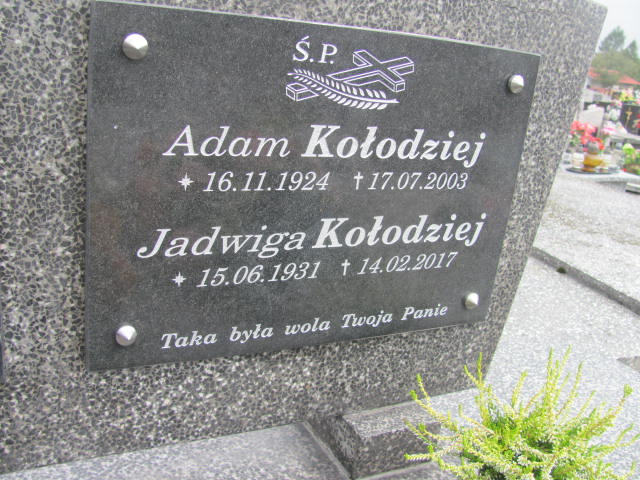 Ś.P.
Adam Kołodziej
* 16.11.1924 † 17.07.2003
Jadwiga Kołodziej
* 15.06.1931 † 14.02.2017
Taka była wola Twoja Panie